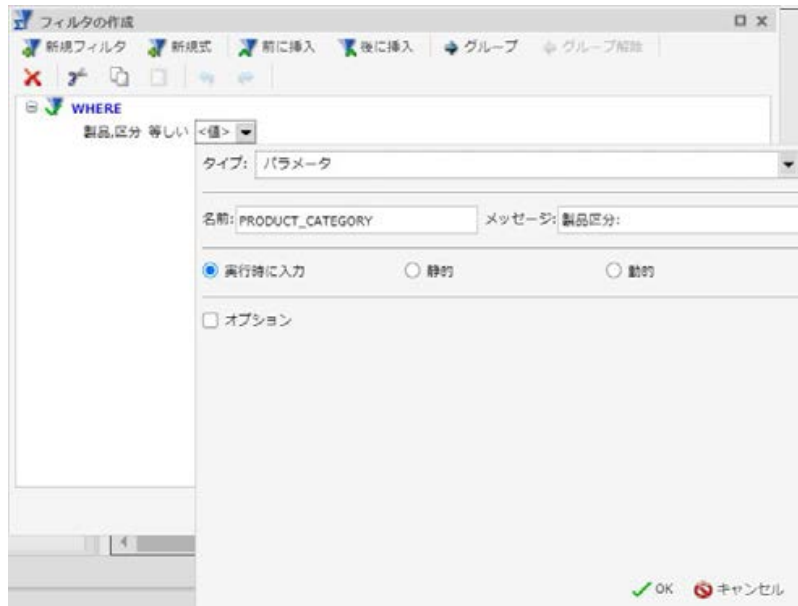 フィルタの作成
新規フィルタ 新規式 前に挿入 後に挿入 グループ グループ解除
WHERE
製品.区分 等しい <値>
タイプ: パラメータ
名前: PRODUCT_CATEGORY メッセージ: 製品区分:
実行時に入力 静的 動的
オプション
OK キャンセル